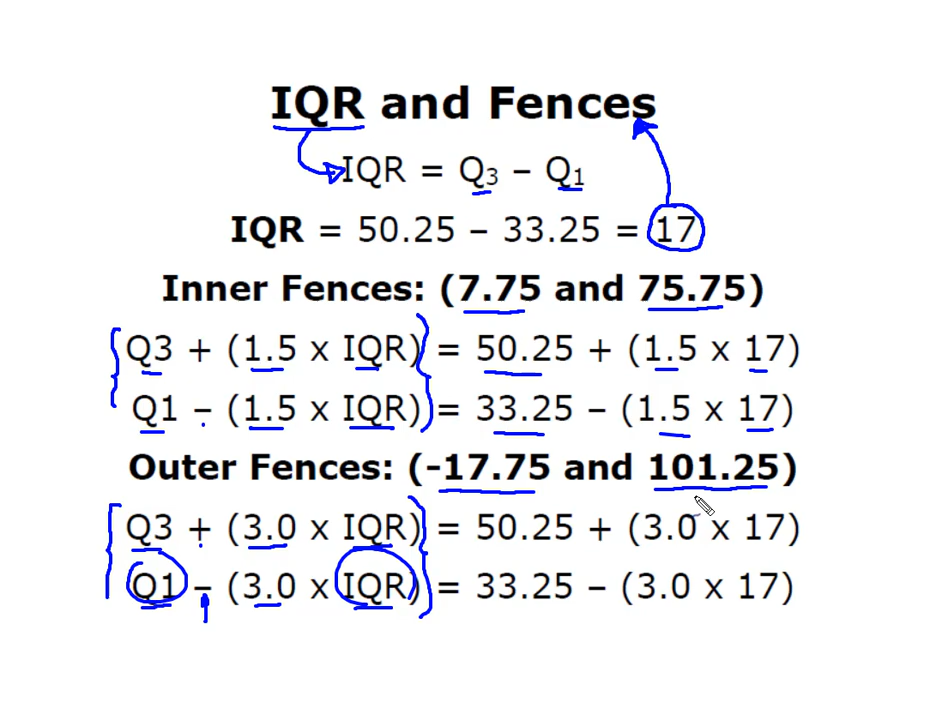 IQR and Fences
IQR = Q3 – Q1
IQR = 50.25 – 33.25 = 17
Inner Fences: (7.75 and 75.75)
Q3 + (1.5 x IQR) = 50.25 + (1.5 x 17)
Q1 – (1.5 x IQR) = 33.25 – (1.5 x 17)
Outer Fences: (-17.75 and 101.25)
Q3 + (3.0 x IQR) = 50.25 + (3.0 x 17)
Q1 – (3.0 x IQR) = 33.25 – (3.0 x 17)